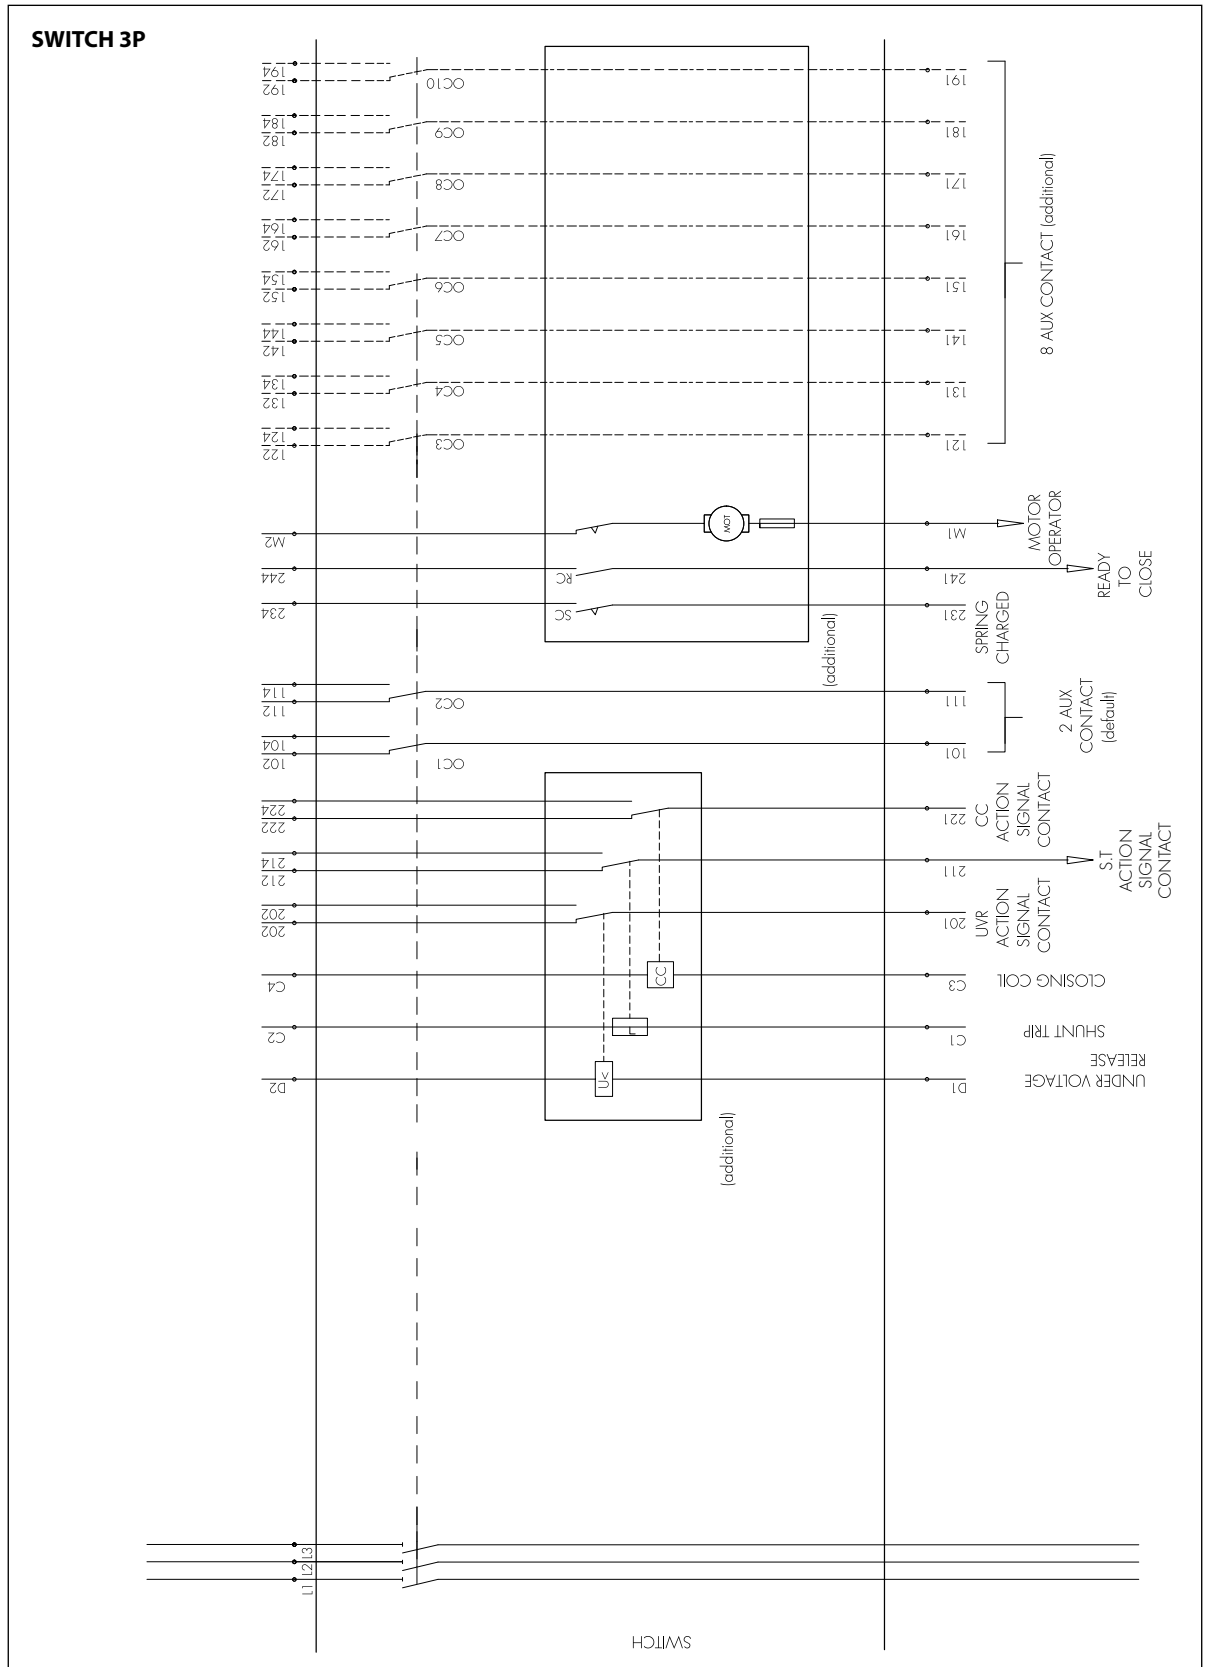 SWITCH 3P
194
192
OC10
191
184
182
OC9
181
174
172
OC8
171
164
162
OC7
161
154
152
OC6
151
144
142
OC5
141
134
132
OC4
131
124
122
OC3
121
8 AUX CONTACT (additional)
M2
MOT
M1
MOTOR
OPERATOR
244
RC
241
READY
TO
CLOSE
234
SC
231
SPRING
CHARGED
(additional)
114
112
OC2
111
104
102
OC1
101
2 AUX
CONTACT
(default)
224
222
221
CC
ACTION
SIGNAL
CONTACT
214
212
211
S.T
ACTION
SIGNAL
CONTACT
202
202
201
UVR
ACTION
SIGNAL
CONTACT
C4
CC
C3
CLOSING COIL
C2
L
C1
SHUNT TRIP
D2
U<
D1
UNDER VOLTAGE
RELEASE
(additional)
L3
L2
L1
SWITCH